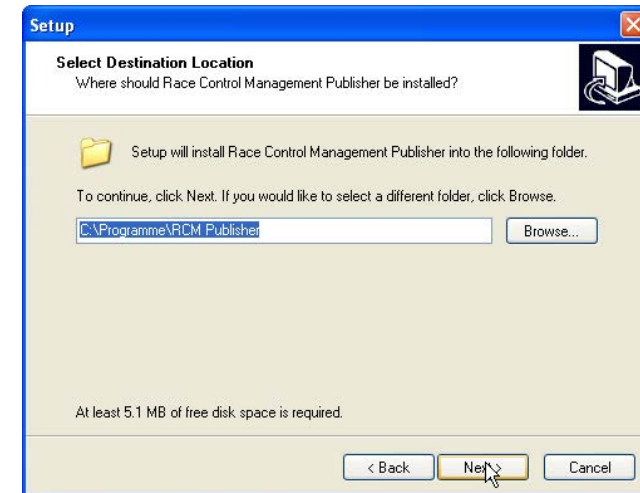 Setup
Select Destination Location
Where should Race Control Management Publisher be installed?
Setup will install Race Control Management Publisher into the following folder.
To continue, click Next. If you would like to select a different folder, click Browse.
C:\Programme\RCM Publisher
Browse...
At least 5.1 MB of free disk space is required.
< Back
Next >
Cancel